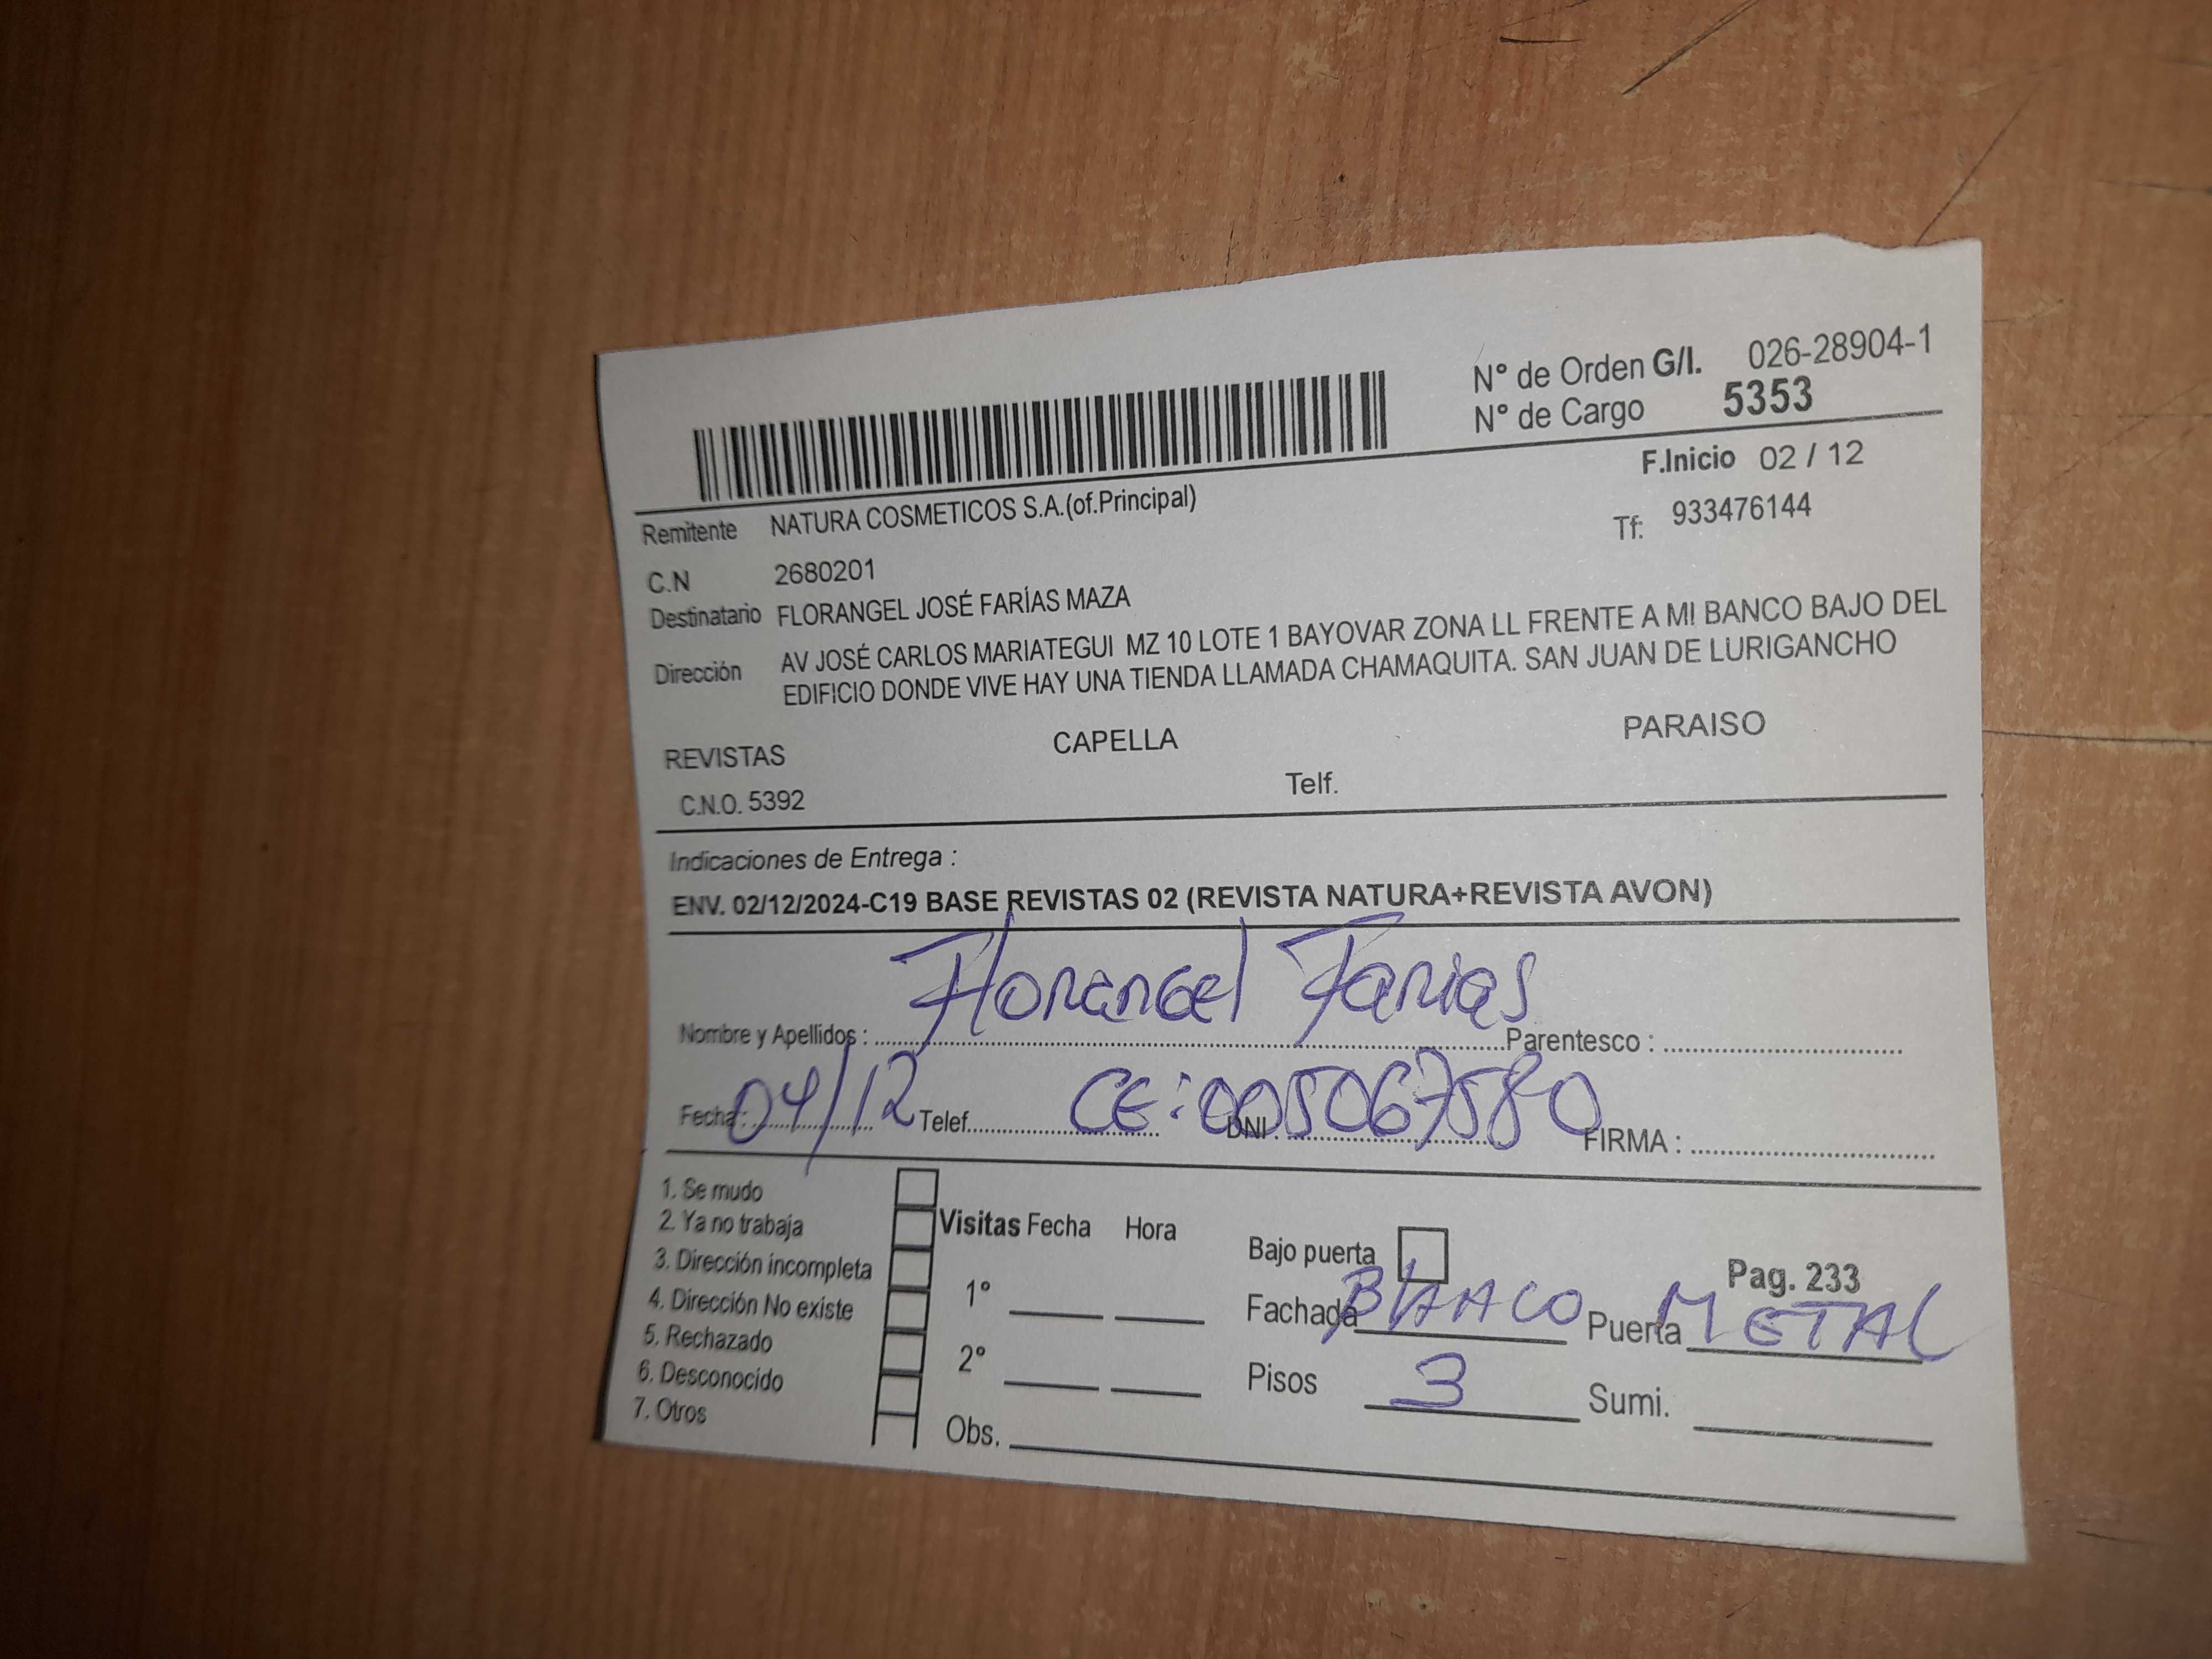 N° de Orden G/I. 026-28904-1
N° de Cargo 5353
F.Inicio 02 / 12
Remitente NATURA COSMETICOS S.A.(of.Principal)
Tf: 933476144
C.N 2680201
Destinatario FLORANGEL JOSÉ FARÍAS MAZA
Dirección AV JOSÉ CARLOS MARIATEGUI MZ 10 LOTE 1 BAYOVAR ZONA LL FRENTE A MI BANCO BAJO DEL
EDIFICIO DONDE VIVE HAY UNA TIENDA LLAMADA CHAMAQUITA. SAN JUAN DE LURIGANCHO
REVISTAS CAPELLA PARAISO
C.N.O. 5392 Telf.
Indicaciones de Entrega :
ENV. 02/12/2024-C19 BASE REVISTAS 02 (REVISTA NATURA+REVISTA AVON)
Nombre y Apellidos : Florangel Farias Parentesco :
Fecha : 04/12 Telef. CE:005067580 DNI : FIRMA :
1. Se mudo
2. Ya no trabaja
3. Dirección incompleta
4. Dirección No existe
5. Rechazado
6. Desconocido
7. Otros
Visitas Fecha Hora
1°
2°
Obs.
Bajo puerta Pag. 233
Fachada BlANCO Puerta METAL
Pisos 3 Sumi.